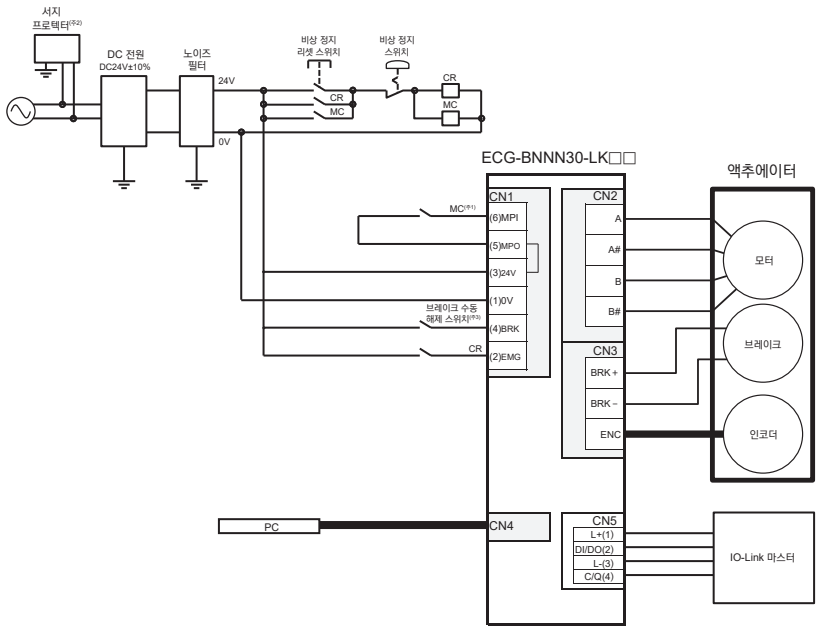 서지
프로텍터(주2)
DC 전원
DC24V±10%
노이즈
필터
24V
0V
비상 정지
리셋 스위치
비상 정지
스위치
CR
MC
CR
MC
ECG-BNNN30-LK□□
액추에이터
CN1
MC(주1)
(6)MPI
(5)MPO
(3)24V
(1)0V
브레이크 수동
해제 스위치(주3)
(4)BRK
CR
(2)EMG
CN2
A
A#
B
B#
모터
CN3
BRK+
BRK-
ENC
브레이크
인코더
PC
CN4
CN5
L+(1)
DI/DO(2)
L-(3)
C/Q(4)
IO-Link 마스터